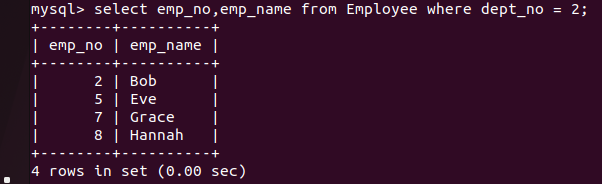 mysql> select emp_no,emp_name from Employee where dept_no = 2;
+--------+----------+
| emp_no | emp_name |
+--------+----------+
|      2 | Bob      |
|      5 | Eve      |
|      7 | Grace    |
|      8 | Hannah   |
+--------+----------+
4 rows in set (0.00 sec)